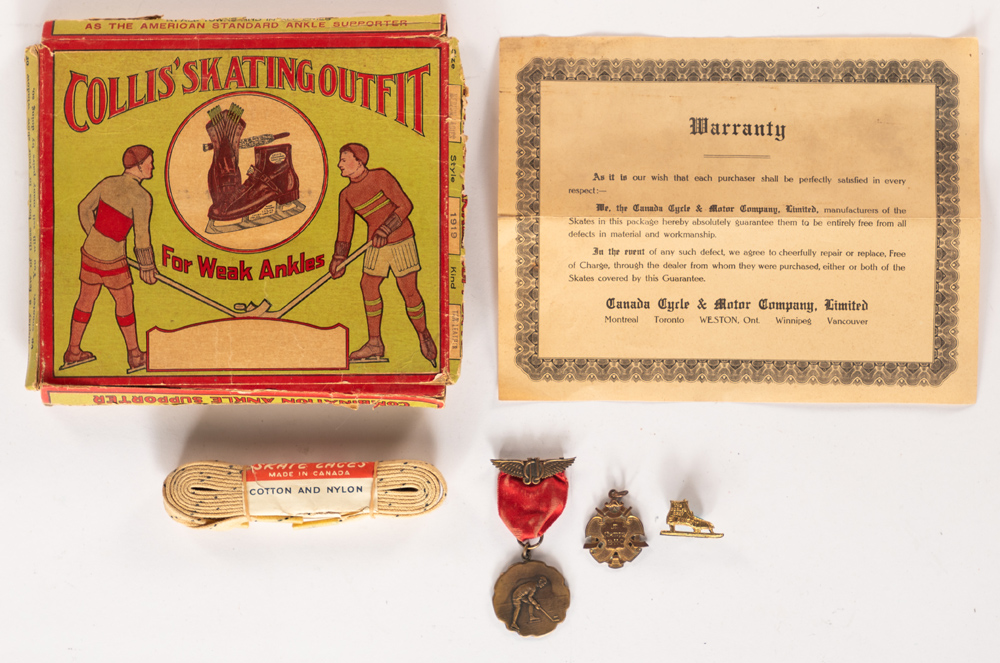 AS THE AMERICAN STANDARD ANKLE SUPPORTER
COLLIS' SKATING OUTFIT
For Weak Ankles
Size
Style 1919 Kind
COMBINATION ANKLE SUPPORTER
Warranty
As it is our wish that each purchaser shall be perfectly satisfied in every
respect:—
We, the Canada Cycle & Motor Company, Limited, manufacturers of the
Skates in this package hereby absolutely guarantee them to be entirely free from all
defects in material and workmanship.
In the event of any such defect, we agree to cheerfully repair or replace, Free
of Charge, through the dealer from whom they were purchased, either or both of the
Skates covered by this Guarantee.
Canada Cycle & Motor Company, Limited
Montreal Toronto WESTON, Ont. Winnipeg Vancouver
SKATE LACES
MADE IN CANADA
COTTON AND NYLON